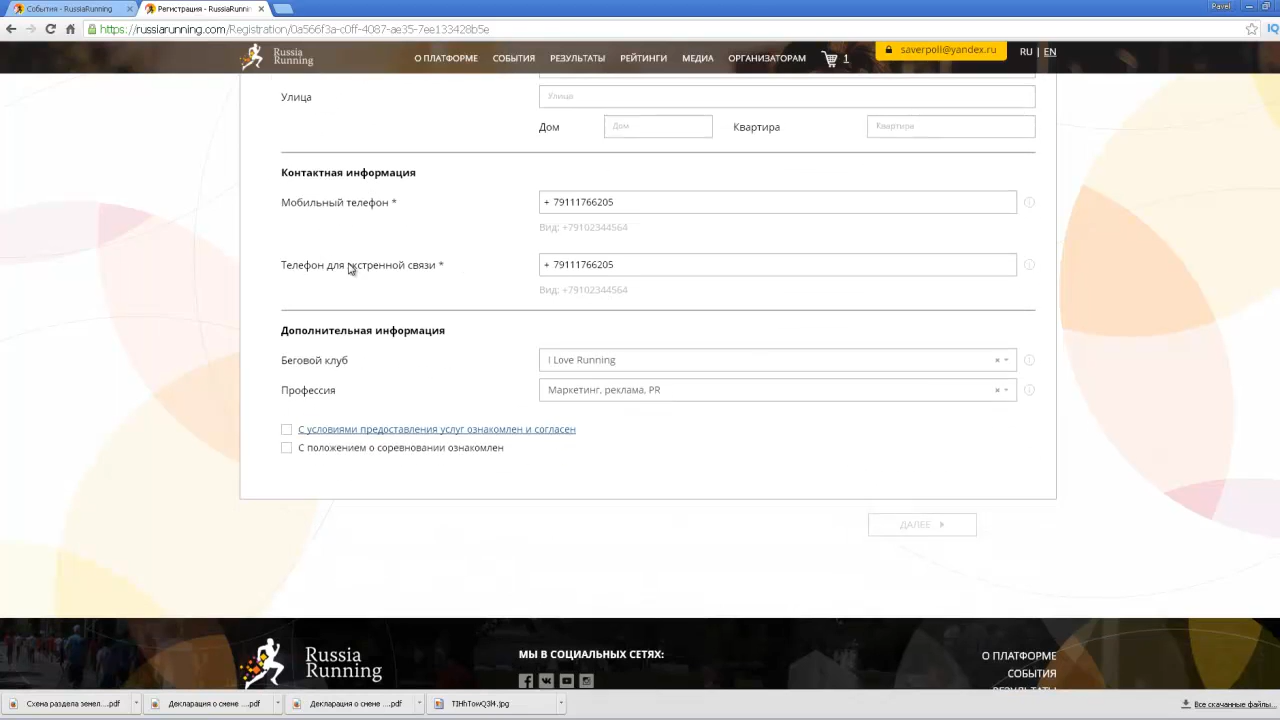 События - RussiaRunning
Регистрация - RussiaRunnin
Pavel
https://russiarunning.com/Registration/0a566f3a-c0ff-4087-ae35-7ee133428b5e
Russia
Running
О ПЛАТФОРМЕ СОБЫТИЯ РЕЗУЛЬТАТЫ РЕЙТИНГИ МЕДИА ОРГАНИЗАТОРАМ 1 saverpoli@yandex.ru RU | EN
Улица Улица
Дом Дом Квартира Квартира
Контактная информация
Мобильный телефон * + 79111766205
Вид: +79102344564
Телефон для экстренной связи * + 79111766205
Вид: +79102344564
Дополнительная информация
Беговой клуб I Love Running
Профессия Маркетинг, реклама, PR
С условиями предоставления услуг ознакомлен и согласен
С положением о соревновании ознакомлен
ДАЛЕЕ
Russia
Running
МЫ В СОЦИАЛЬНЫХ СЕТЯХ:
О ПЛАТФОРМЕ
СОБЫТИЯ
РЕЗУЛЬТАТЫ
Схема раздела земел....pdf Декларация о смене ....pdf Декларация о смене ....pdf Все скачанные файлы...